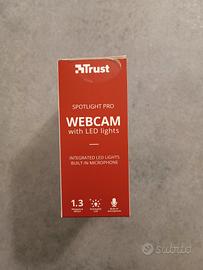 Trust
SPOTLIGHT PRO
WEBCAM
with LED lights
INTEGRATED LED LIGHTS
BUILT-IN MICROPHONE
1.3
subito